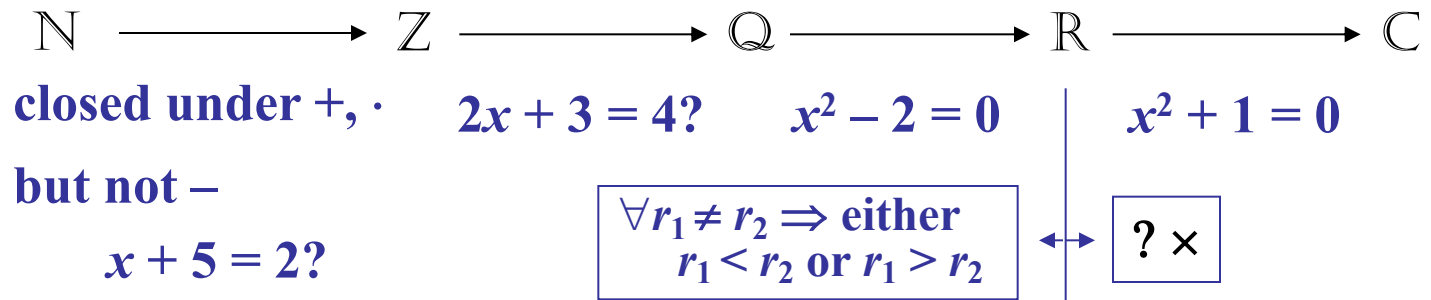 N Z Q R C
closed under +, · 2x + 3 = 4? x² – 2 = 0 x² + 1 = 0
but not –
∀r₁ ≠ r₂ ⇒ either
r₁ < r₂ or r₁ > r₂
? ×
x + 5 = 2?